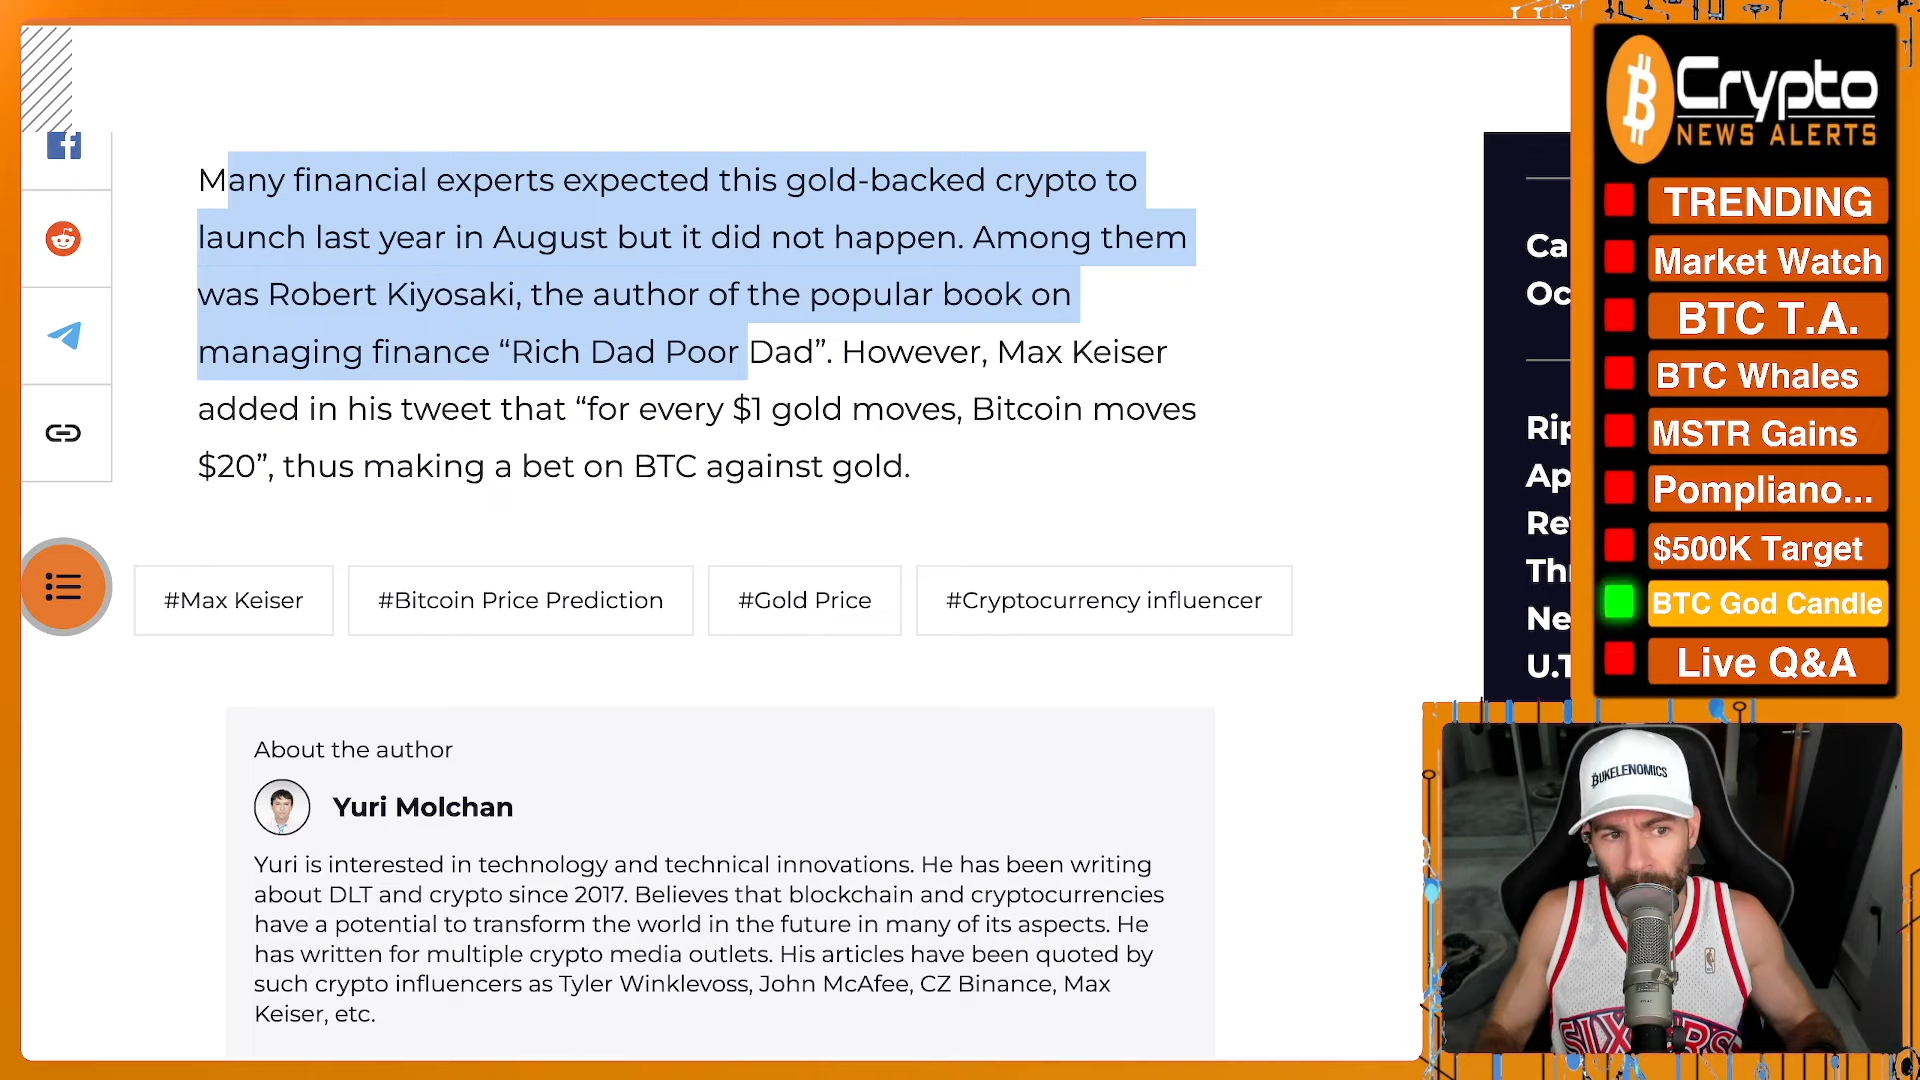 Many financial experts expected this gold-backed crypto to
launch last year in August but it did not happen. Among them
was Robert Kiyosaki, the author of the popular book on
managing finance “Rich Dad Poor Dad”. However, Max Keiser
added in his tweet that “for every $1 gold moves, Bitcoin moves
$20”, thus making a bet on BTC against gold.
#Max Keiser
#Bitcoin Price Prediction
#Gold Price
#Cryptocurrency influencer
About the author
Yuri Molchan
Yuri is interested in technology and technical innovations. He has been writing
about DLT and crypto since 2017. Believes that blockchain and cryptocurrencies
have a potential to transform the world in the future in many of its aspects. He
has written for multiple crypto media outlets. His articles have been quoted by
such crypto influencers as Tyler Winklevoss, John McAfee, CZ Binance, Max
Keiser, etc.
Ca
Oc
Rip
Ap
Re
Thr
Ne
U.T
Crypto
NEWS ALERTS
TRENDING
Market Watch
BTC T.A.
BTC Whales
MSTR Gains
Pompliano...
$500K Target
BTC God Candle
Live Q&A
BUKELENOMICS
SIXERS